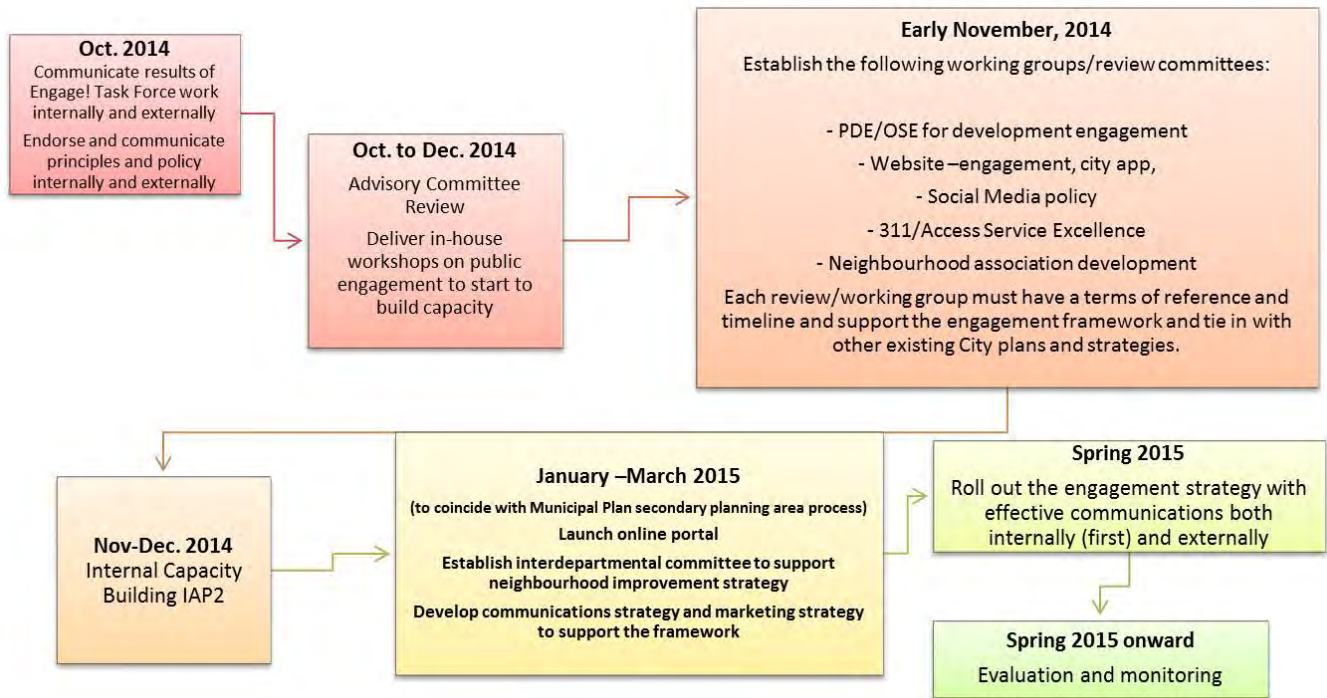 Oct. 2014
Communicate results of
Engage! Task Force work
internally and externally
Endorse and communicate
principles and policy
internally and externally
Oct. to Dec. 2014
Advisory Committee
Review
Deliver in-house
workshops on public
engagement to start to
build capacity
Early November, 2014
Establish the following working groups/review committees:
- PDE/OSE for development engagement
- Website –engagement, city app,
- Social Media policy
- 311/Access Service Excellence
- Neighbourhood association development
Each review/working group must have a terms of reference and
timeline and support the engagement framework and tie in with
other existing City plans and strategies.
Nov-Dec. 2014
Internal Capacity
Building IAP2
January –March 2015
(to coincide with Municipal Plan secondary planning area process)
Launch online portal
Establish interdepartmental committee to support
neighbourhood improvement strategy
Develop communications strategy and marketing strategy
to support the framework
Spring 2015
Roll out the engagement strategy with
effective communications both
internally (first) and externally
Spring 2015 onward
Evaluation and monitoring